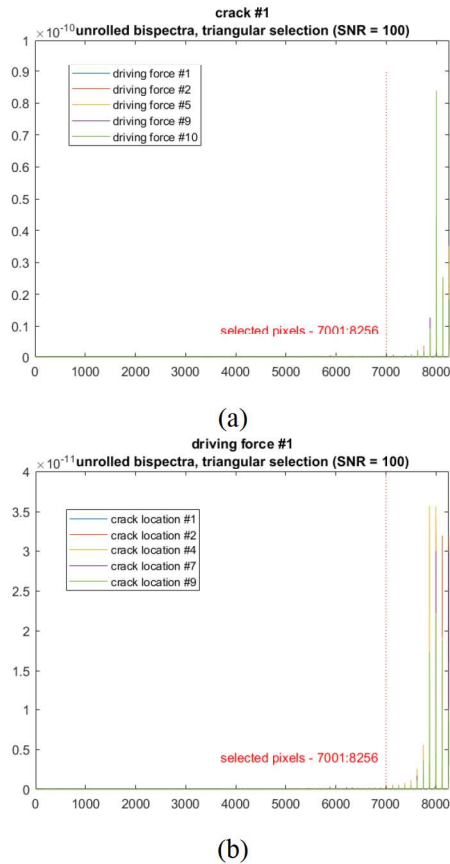 crack #1
×10⁻¹⁰ unrolled bispectra, triangular selection (SNR = 100)
1
driving force #1
0.9
driving force #2
driving force #5
0.8
driving force #9
driving force #10
0.7
0.6
0.5
0.4
0.3
0.2
0.1
selected pixels - 7001:8256
0
0 1000 2000 3000 4000 5000 6000 7000 8000
(a)
driving force #1
×10⁻¹¹ unrolled bispectra, triangular selection (SNR = 100)
4
crack location #1
3.5
crack location #2
crack location #4
3
crack location #7
crack location #9
2.5
2
1.5
1
0.5
selected pixels - 7001:8256
0
0 1000 2000 3000 4000 5000 6000 7000 8000
(b)